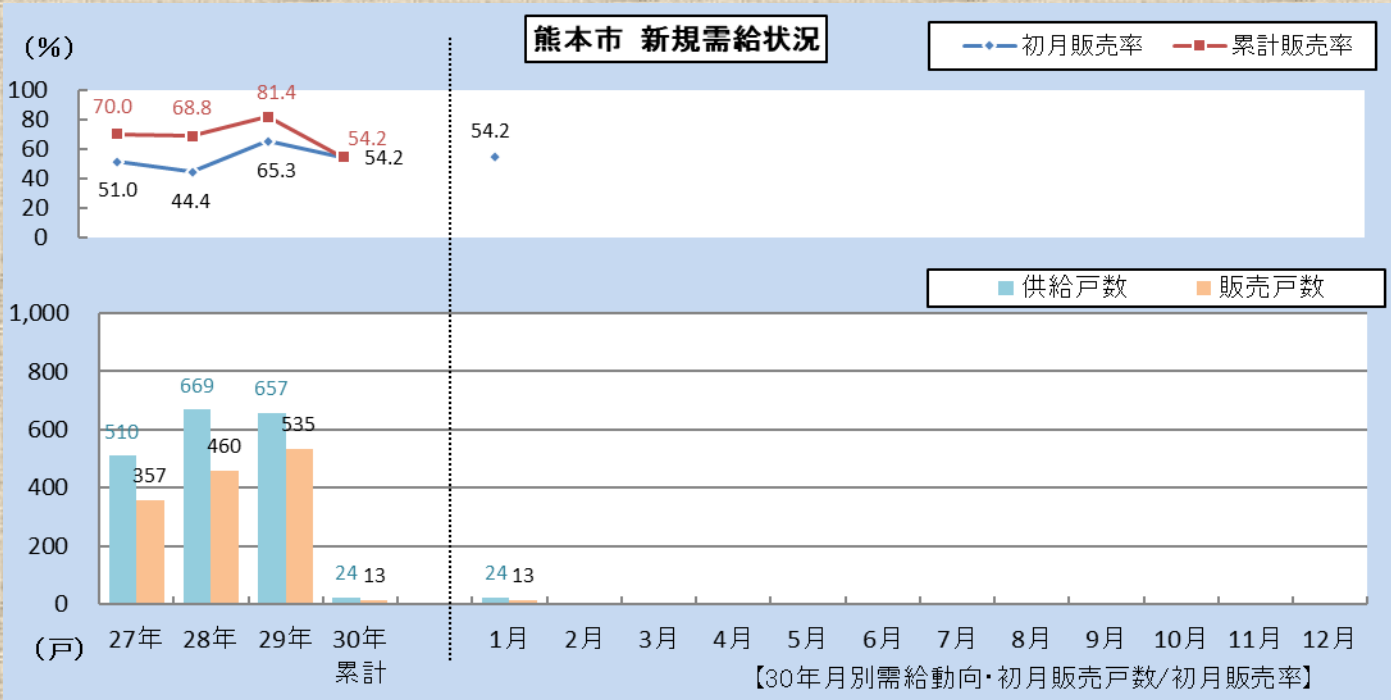 熊本市 新規需給状況
(%)
初月販売率 累計販売率
100
80
60
40
20
0
70.0 68.8 81.4 54.2
51.0 44.4 65.3 54.2
54.2
供給戸数 販売戸数
1,000
800
600
400
200
0
510 669 657 24 24
357 460 535 13 13
(戸)
27年 28年 29年 30年 1月 2月 3月 4月 5月 6月 7月 8月 9月 10月 11月 12月
累計
【30年月別需給動向・初月販売戸数/初月販売率】